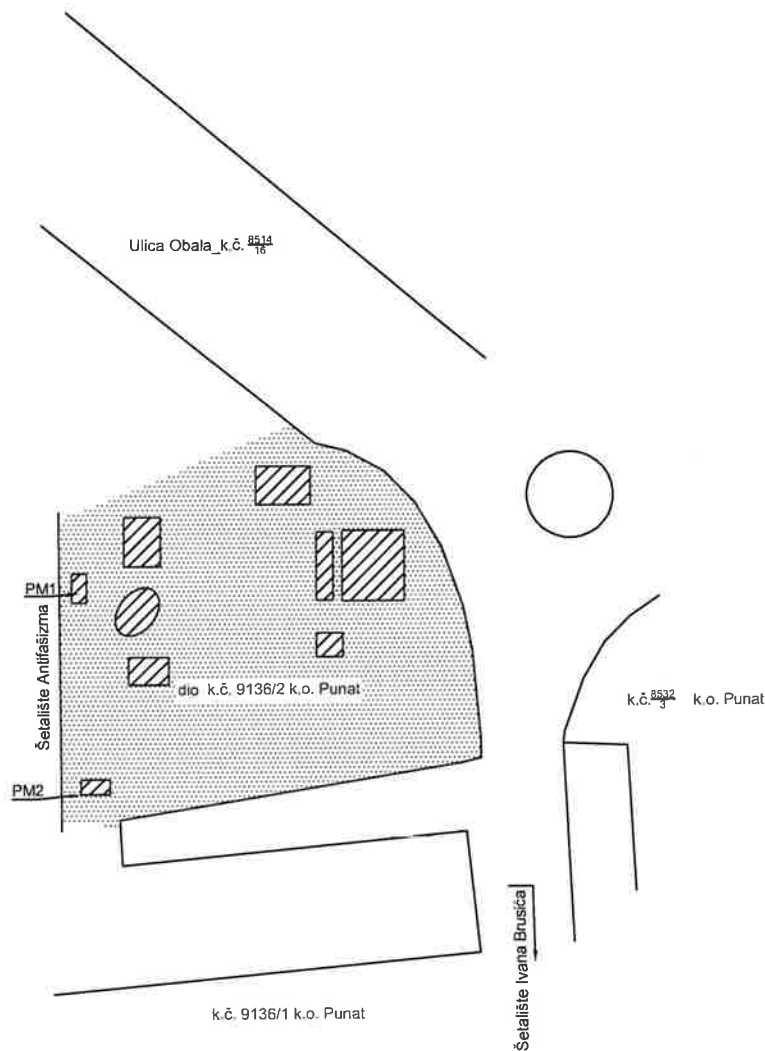 Ulica Obala_k.č. 8514/16
PM1
Šetalište Antifašizma
dio k.č. 9136/2 k.o. Punat
k.č. 8532/3 k.o. Punat
PM2
Šetalište Ivana Brusića
k.č. 9136/1 k.o. Punat